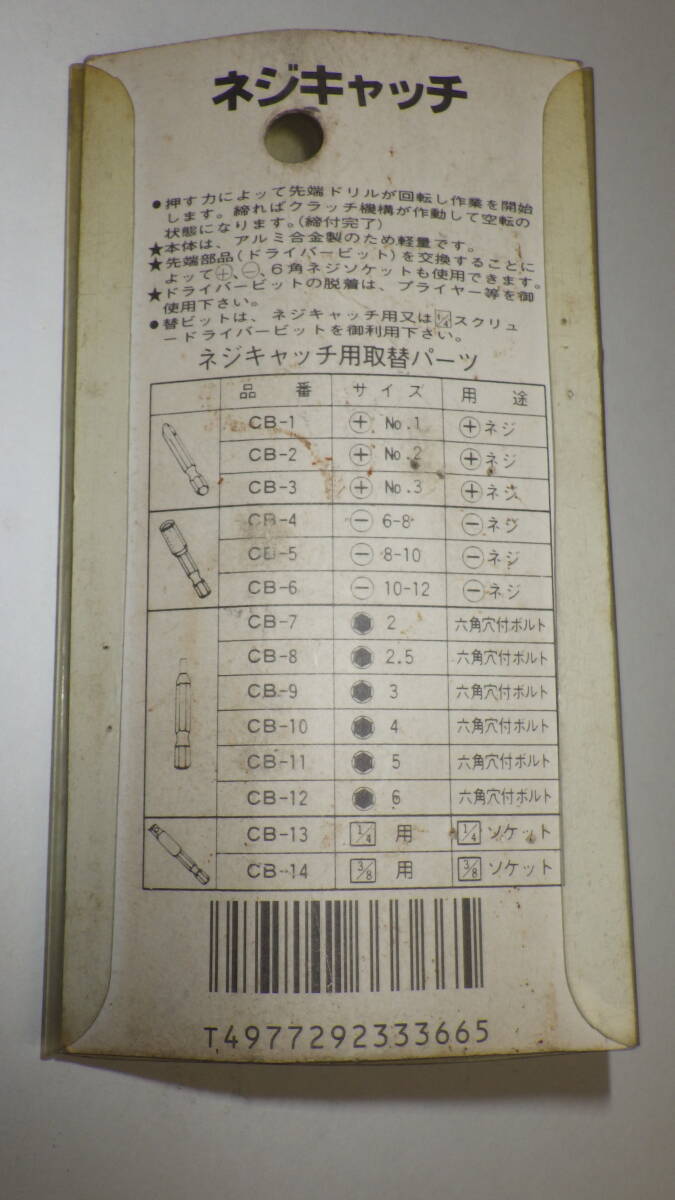 ネジキャッチ
●押す力によって先端ドリルが回転し作業を開始
します。締ればクラッチ機構が作動して空転の
状態になります。(締付完了)
★本体は、アルミ合金製のため軽量です。
★先端部品(ドライバービット)を交換することに
よって⊕、⊖、6角ネジソケットも使用できます。
★ドライバービットの脱着は、プライヤー等を御
使用下さい。
●替ビットは、ネジキャッチ用又は1/4スクリュ
ードライバービットを御利用下さい。
ネジキャッチ用取替パーツ
品 番 サイズ 用 途
CB-1 ⊕ No.1 ⊕ネジ
CB-2 ⊕ No.2 ⊕ネジ
CB-3 ⊕ No.3 ⊕ネジ
CB-4 ⊖ 6-8 ⊖ネジ
CB-5 ⊖ 8-10 ⊖ネジ
CB-6 ⊖ 10-12 ⊖ネジ
CB-7 2 六角穴付ボルト
CB-8 2.5 六角穴付ボルト
CB-9 3 六角穴付ボルト
CB-10 4 六角穴付ボルト
CB-11 5 六角穴付ボルト
CB-12 6 六角穴付ボルト
CB-13 1/4 用 1/4 ソケット
CB-14 3/8 用 3/8 ソケット
T4977292333665